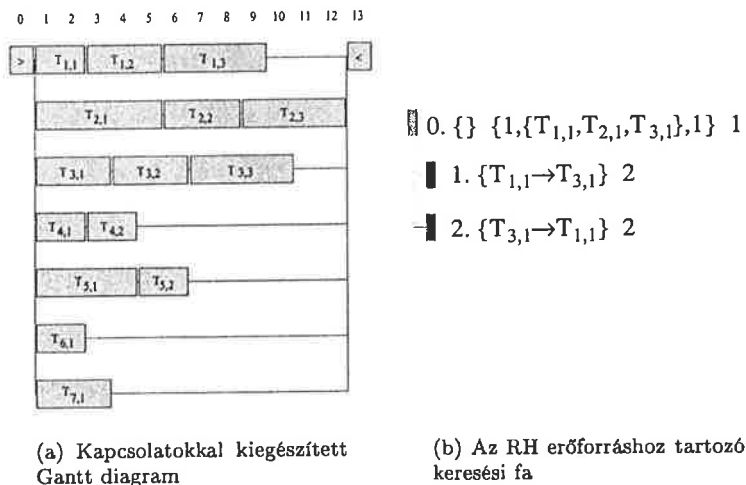 0 1 2 3 4 5 6 7 8 9 10 11 12 13
> T1,1 T1,2 T1,3 <
T2,1 T2,2 T2,3
T3,1 T3,2 T3,3
T4,1 T4,2
T5,1 T5,2
T6,1
T7,1
0. {} {1,{T1,1,T2,1,T3,1},1} 1
1. {T1,1→T3,1} 2
2. {T3,1→T1,1} 2
(a) Kapcsolatokkal kiegészített
Gantt diagram
(b) Az RH erőforráshoz tartozó
keresési fa